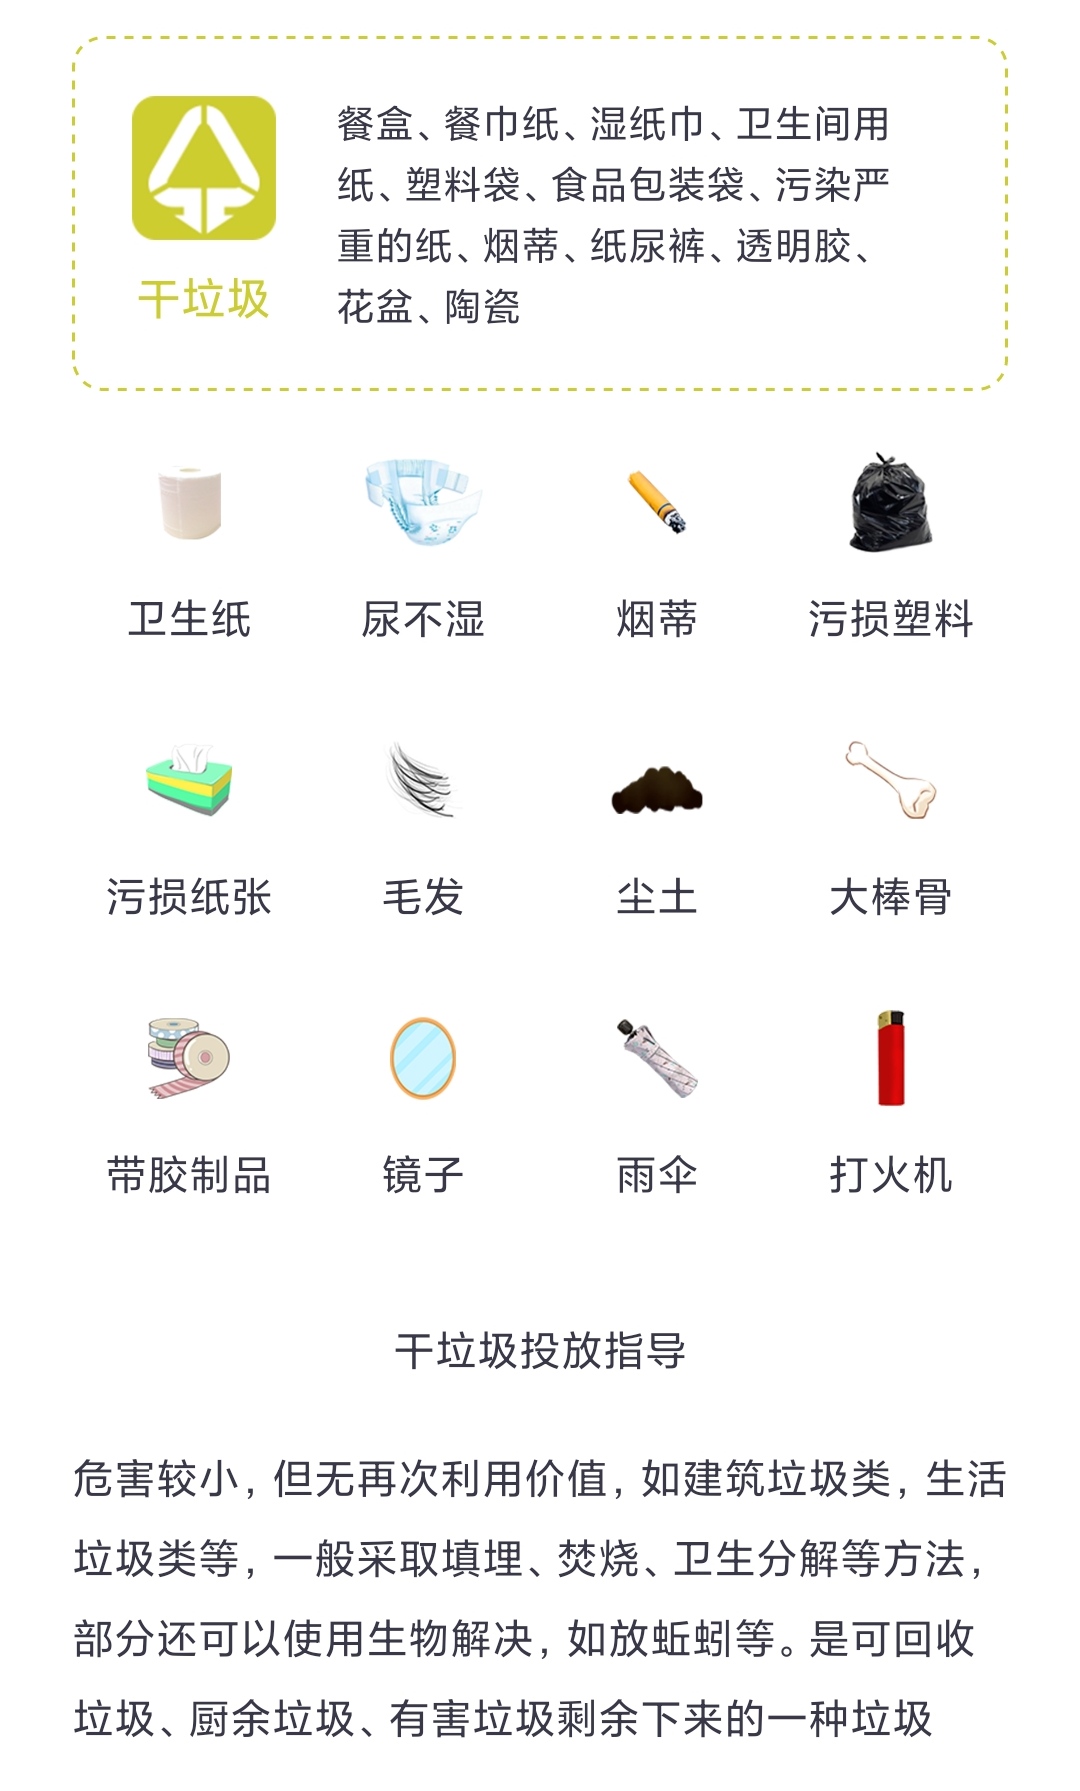 餐盒、餐巾纸、湿纸巾、卫生间用
纸、塑料袋、食品包装袋、污染严
重的纸、烟蒂、纸尿裤、透明胶、
花盆、陶瓷
干垃圾
卫生纸 尿不湿 烟蒂 污损塑料
污损纸张 毛发 尘土 大棒骨
带胶制品 镜子 雨伞 打火机
干垃圾投放指导
危害较小，但无再次利用价值，如建筑垃圾类，生活
垃圾类等，一般采取填埋、焚烧、卫生分解等方法，
部分还可以使用生物解决，如放蚯蚓等。是可回收
垃圾、厨余垃圾、有害垃圾剩余下来的一种垃圾